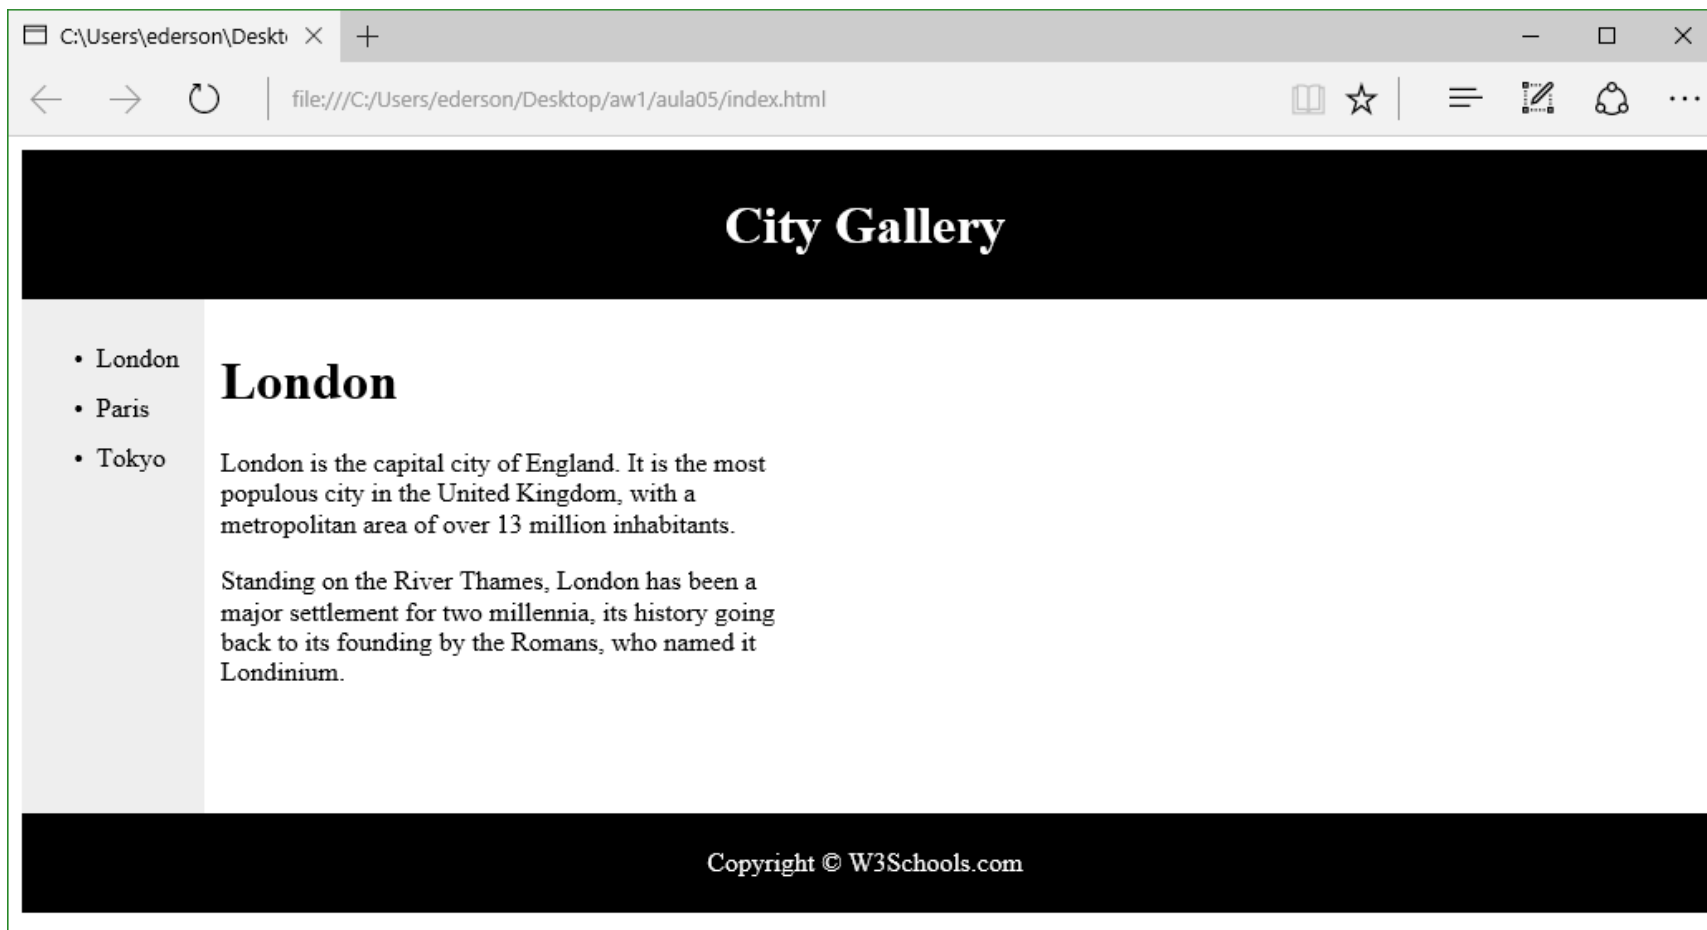 C:\Users\ederson\Deskt
file:///C:/Users/ederson/Desktop/aw1/aula05/index.html
City Gallery
• London
• Paris
• Tokyo
London
London is the capital city of England. It is the most
populous city in the United Kingdom, with a
metropolitan area of over 13 million inhabitants.
Standing on the River Thames, London has been a
major settlement for two millennia, its history going
back to its founding by the Romans, who named it
Londinium.
Copyright © W3Schools.com